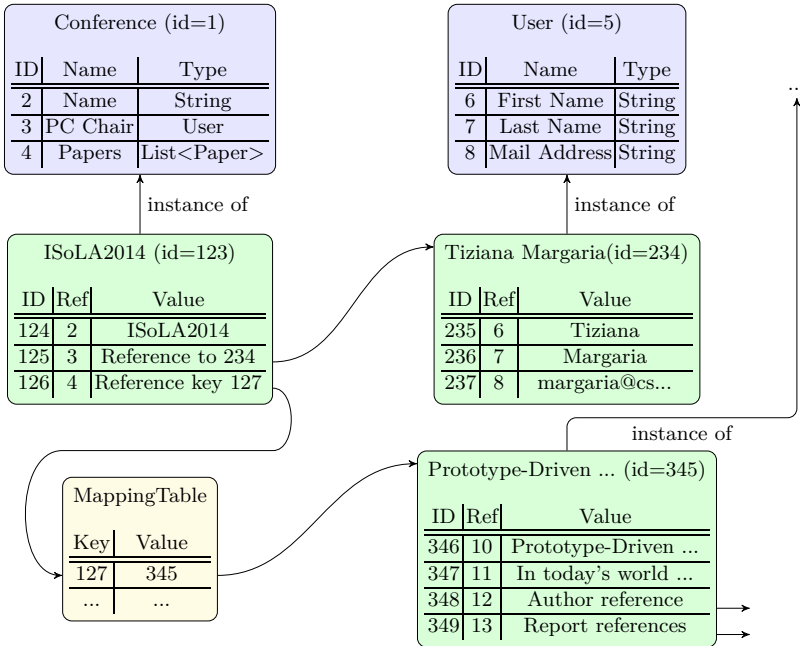 Conference (id=1)
ID Name Type
2 Name String
3 PC Chair User
4 Papers List<Paper>
User (id=5)
ID Name Type
6 First Name String
7 Last Name String
8 Mail Address String
...
instance of
instance of
ISoLA2014 (id=123)
ID Ref Value
124 2 ISoLA2014
125 3 Reference to 234
126 4 Reference key 127
Tiziana Margaria(id=234)
ID Ref Value
235 6 Tiziana
236 7 Margaria
237 8 margaria@cs...
instance of
MappingTable
Key Value
127 345
... ...
Prototype-Driven ... (id=345)
ID Ref Value
346 10 Prototype-Driven ...
347 11 In today's world ...
348 12 Author reference
349 13 Report references